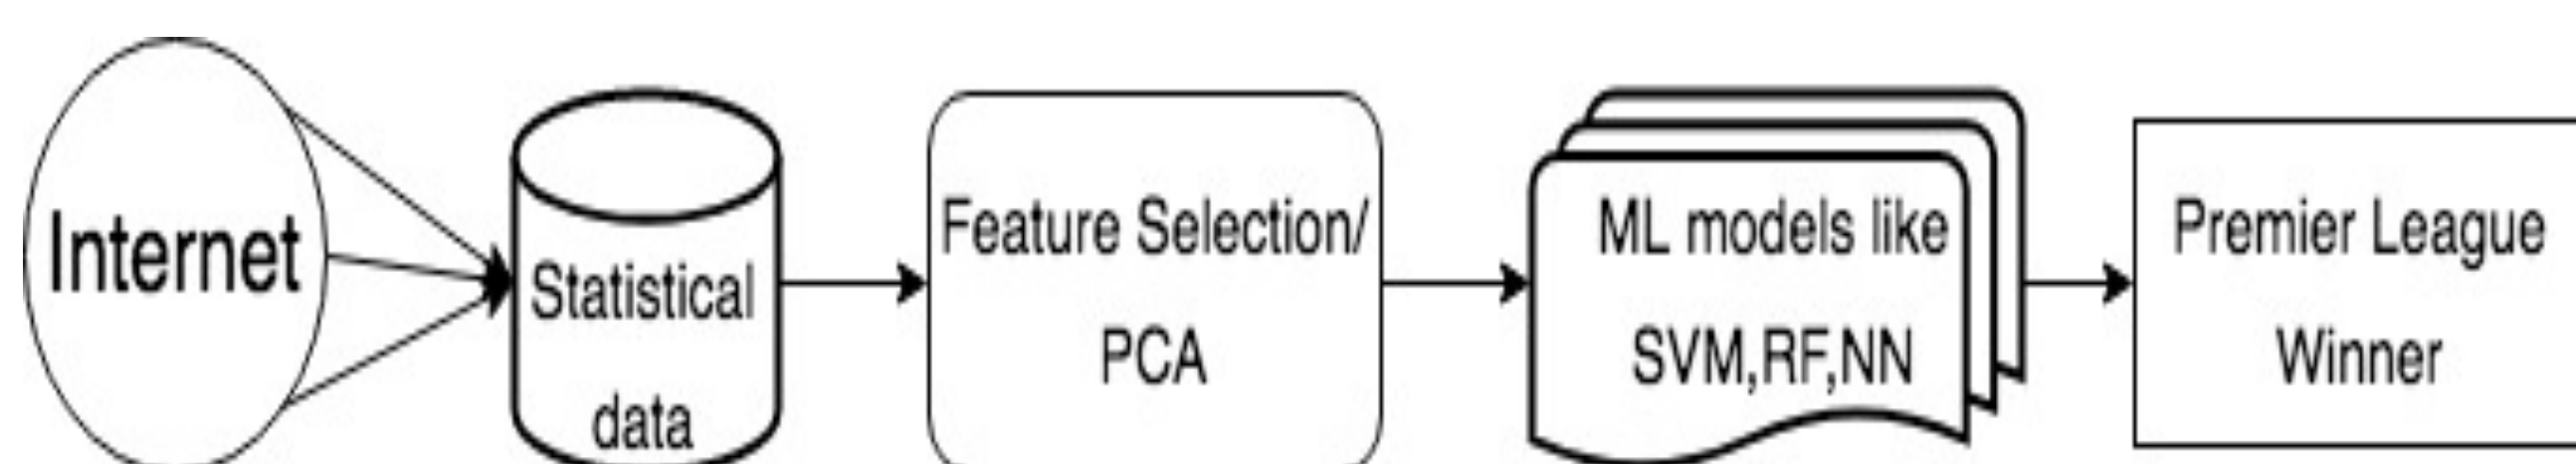 Internet
Statistical
data
Feature Selection/
PCA
ML models like
SVM,RF,NN
Premier League
Winner